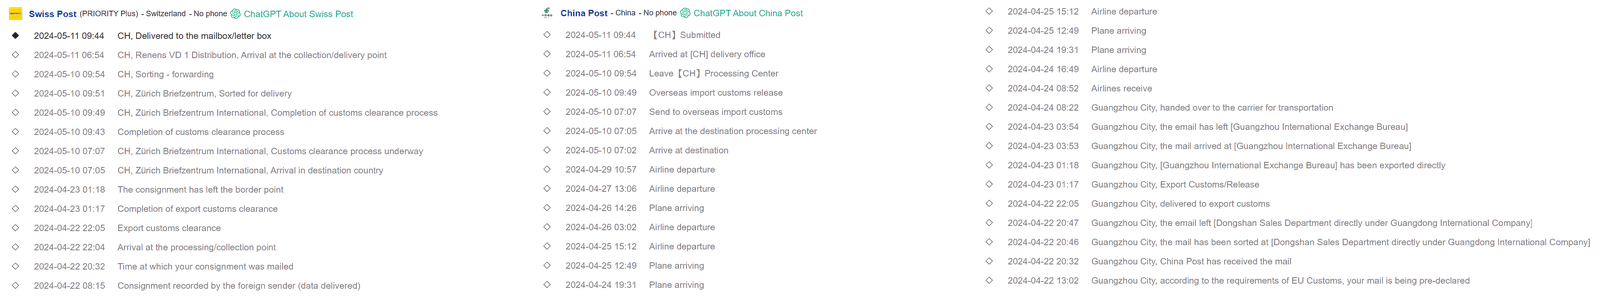 Swiss Post (PRIORITY Plus) - Switzerland - No phone ChatGPT About Swiss Post
2024-05-11 09:44 CH, Delivered to the mailbox/letter box
2024-05-11 06:54 CH, Renens VD 1 Distribution, Arrival at the collection/delivery point
2024-05-10 09:54 CH, Sorting - forwarding
2024-05-10 09:51 CH, Zürich Briefzentrum, Sorted for delivery
2024-05-10 09:49 CH, Zürich Briefzentrum International, Completion of customs clearance process
2024-05-10 09:43 Completion of customs clearance process
2024-05-10 07:07 CH, Zürich Briefzentrum International, Customs clearance process underway
2024-05-10 07:05 CH, Zürich Briefzentrum International, Arrival in destination country
2024-04-23 01:18 The consignment has left the border point
2024-04-23 01:17 Completion of export customs clearance
2024-04-22 22:05 Export customs clearance
2024-04-22 22:04 Arrival at the processing/collection point
2024-04-22 20:32 Time at which your consignment was mailed
2024-04-22 08:15 Consignment recorded by the foreign sender (data delivered)
China Post - China - No phone ChatGPT About China Post
2024-05-11 09:44 【CH】Submitted
2024-05-11 06:54 Arrived at [CH] delivery office
2024-05-10 09:54 Leave【CH】Processing Center
2024-05-10 09:49 Overseas import customs release
2024-05-10 07:07 Send to overseas import customs
2024-05-10 07:05 Arrive at the destination processing center
2024-05-10 07:02 Arrive at destination
2024-04-29 10:57 Airline departure
2024-04-27 13:06 Airline departure
2024-04-26 14:26 Plane arriving
2024-04-26 03:02 Airline departure
2024-04-25 15:12 Airline departure
2024-04-25 12:49 Plane arriving
2024-04-24 19:31 Plane arriving
2024-04-25 15:12 Airline departure
2024-04-25 12:49 Plane arriving
2024-04-24 19:31 Plane arriving
2024-04-24 16:49 Airline departure
2024-04-24 08:52 Airlines receive
2024-04-24 08:22 Guangzhou City, handed over to the carrier for transportation
2024-04-23 03:54 Guangzhou City, the email has left [Guangzhou International Exchange Bureau]
2024-04-23 03:53 Guangzhou City, the mail arrived at [Guangzhou International Exchange Bureau]
2024-04-23 01:18 Guangzhou City, [Guangzhou International Exchange Bureau] has been exported directly
2024-04-23 01:17 Guangzhou City, Export Customs/Release
2024-04-22 22:05 Guangzhou City, delivered to export customs
2024-04-22 20:47 Guangzhou City, the email left [Dongshan Sales Department directly under Guangdong International Company]
2024-04-22 20:46 Guangzhou City, the mail has been sorted at [Dongshan Sales Department directly under Guangdong International Company]
2024-04-22 20:32 Guangzhou City, China Post has received the mail
2024-04-22 13:02 Guangzhou City, according to the requirements of EU Customs, your mail is being pre-declared